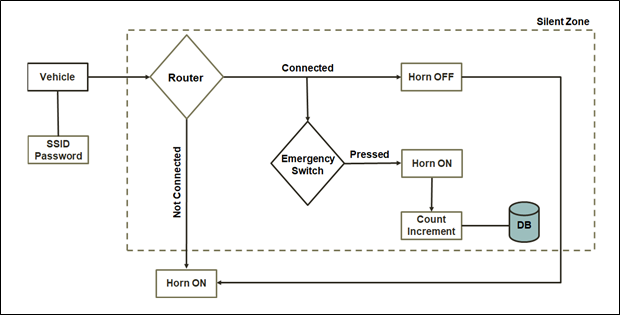 Silent Zone
Vehicle
Router
Connected
Horn OFF
SSID
Password
Not Connected
Emergency
Switch
Pressed
Horn ON
Count
Increment
DB
Horn ON